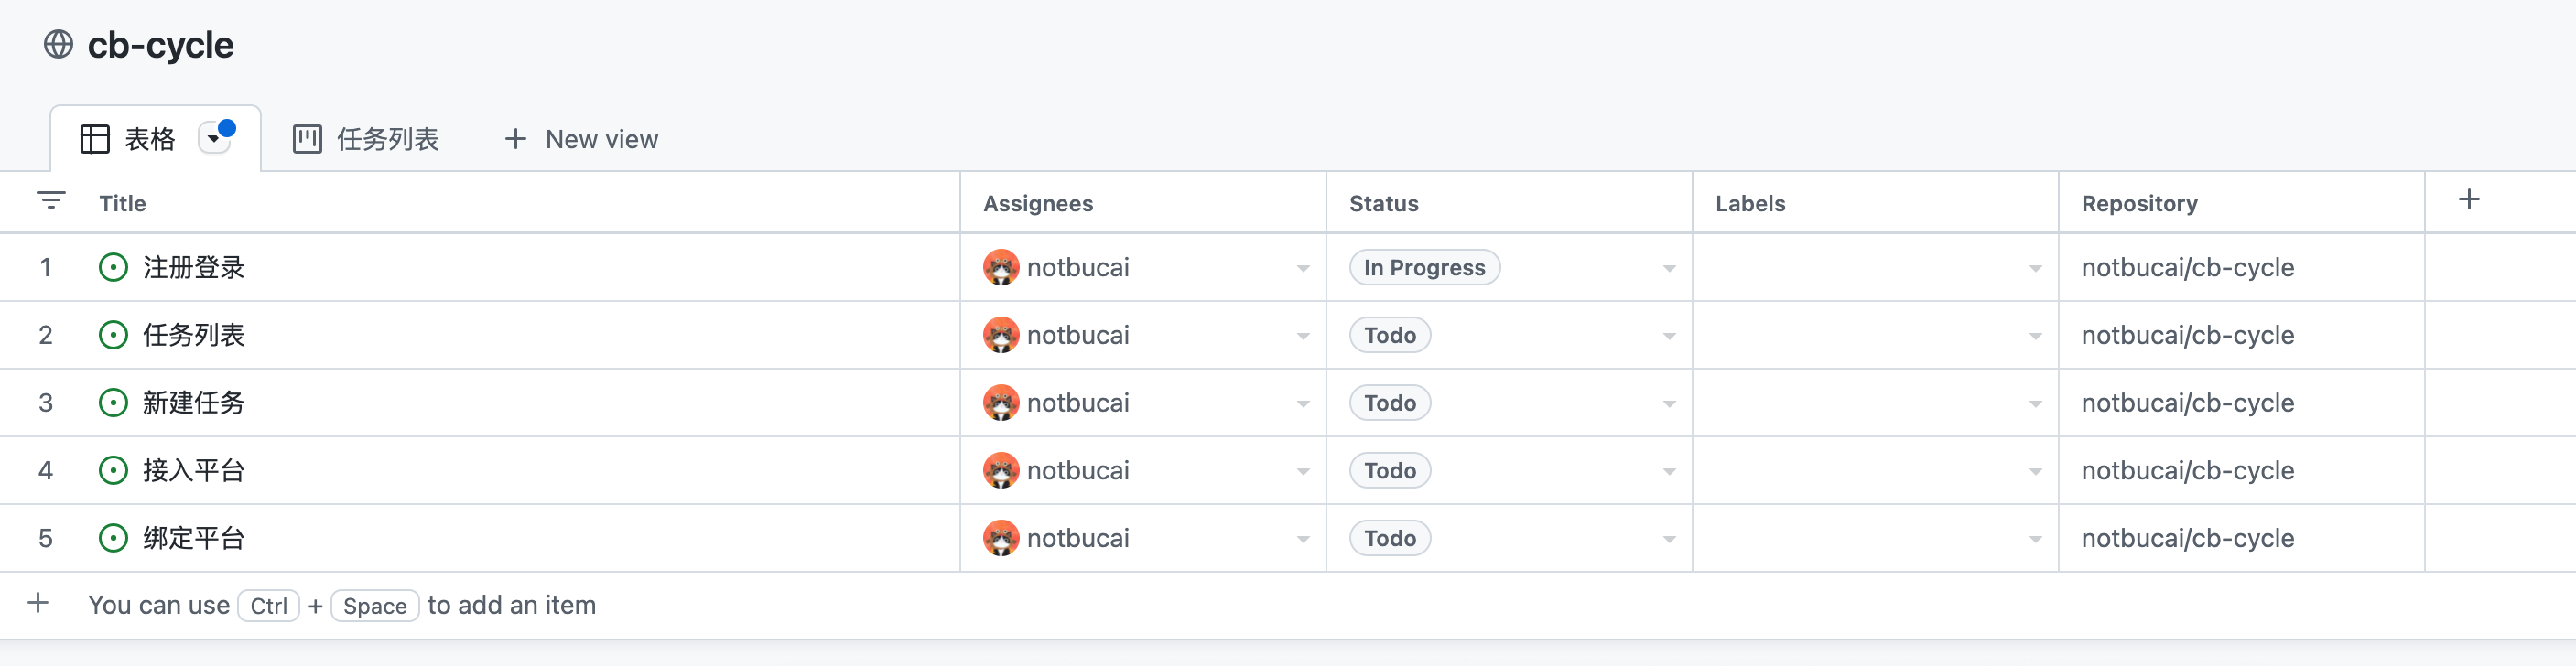 cb-cycle
表格 任务列表 + New view
Title Assignees Status Labels Repository +
1 注册登录 notbucai In Progress notbucai/cb-cycle
2 任务列表 notbucai Todo notbucai/cb-cycle
3 新建任务 notbucai Todo notbucai/cb-cycle
4 接入平台 notbucai Todo notbucai/cb-cycle
5 绑定平台 notbucai Todo notbucai/cb-cycle
+ You can use Ctrl + Space to add an item